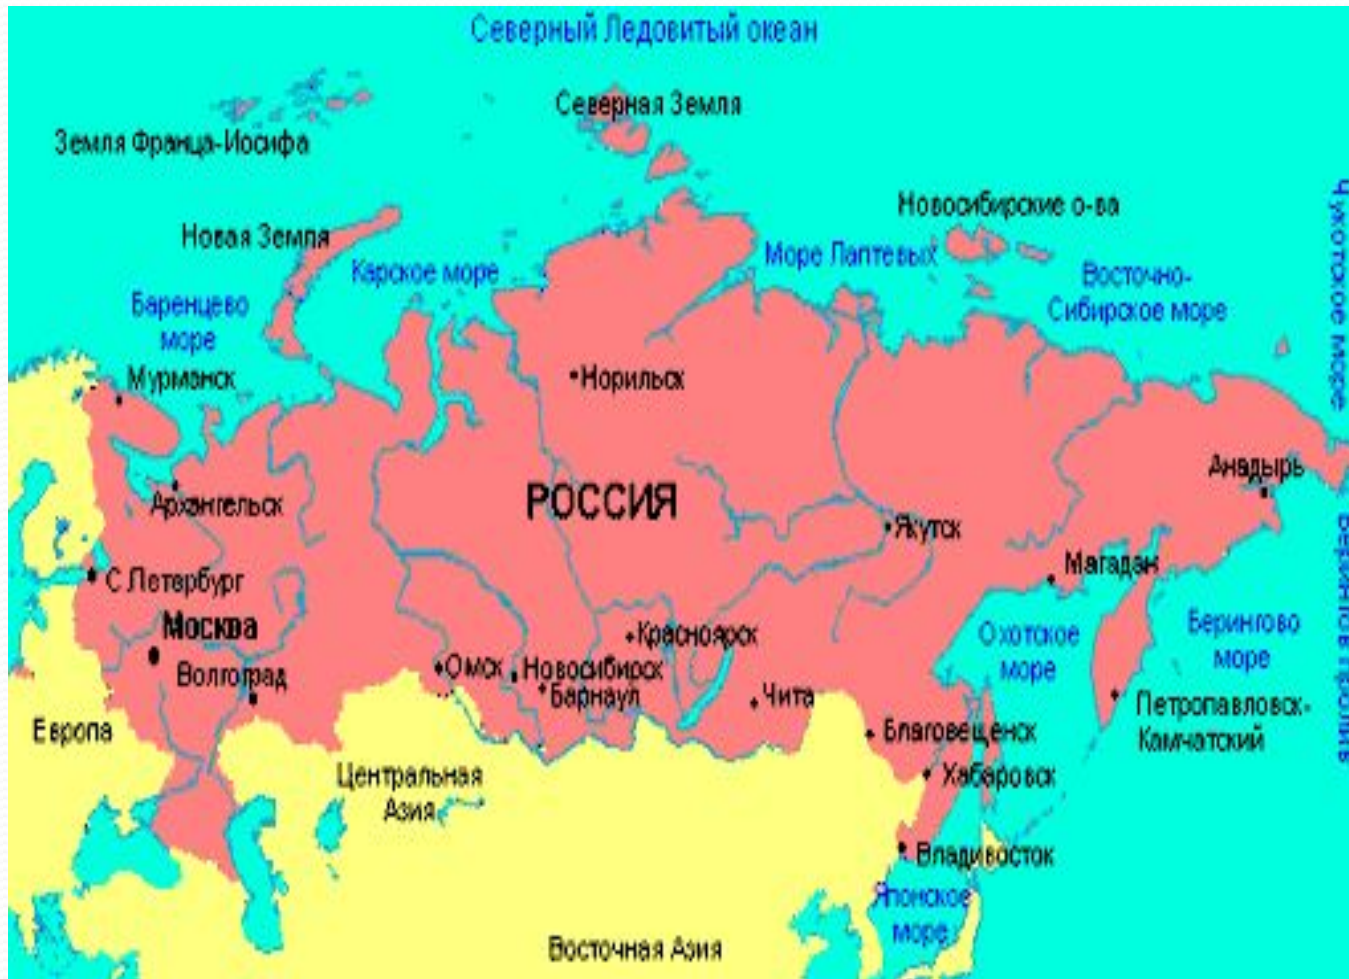 Северный Ледовитый океан
Северная Земля
Земля Франца-Иосифа
Новосибирские о-ва
Новая Земля
Море Лаптевых
Карское море
Восточно-
Сибирское море
Чукотское море
Баренцево
море
Мурманск
Норильск
Анадырь
РОССИЯ
Архангельск
Якутск
Берингов пролив
Магадан
С.Петербург
Москва
Красноярск
Охотское
море
Берингово
море
Волгоград
Омск
Новосибирск
Барнаул
Чита
Петропавловск-
Камчатский
Европа
Благовещенск
Центральная
Азия
Хабаровск
Владивосток
Японское
море
Восточная Азия